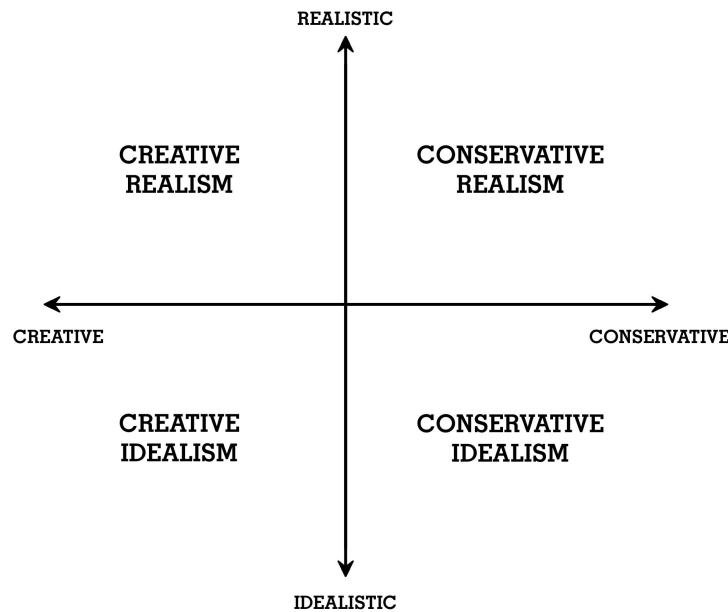 REALISTIC
CREATIVE
REALISM
CONSERVATIVE
REALISM
CREATIVE
CONSERVATIVE
CREATIVE
IDEALISM
CONSERVATIVE
IDEALISM
IDEALISTIC